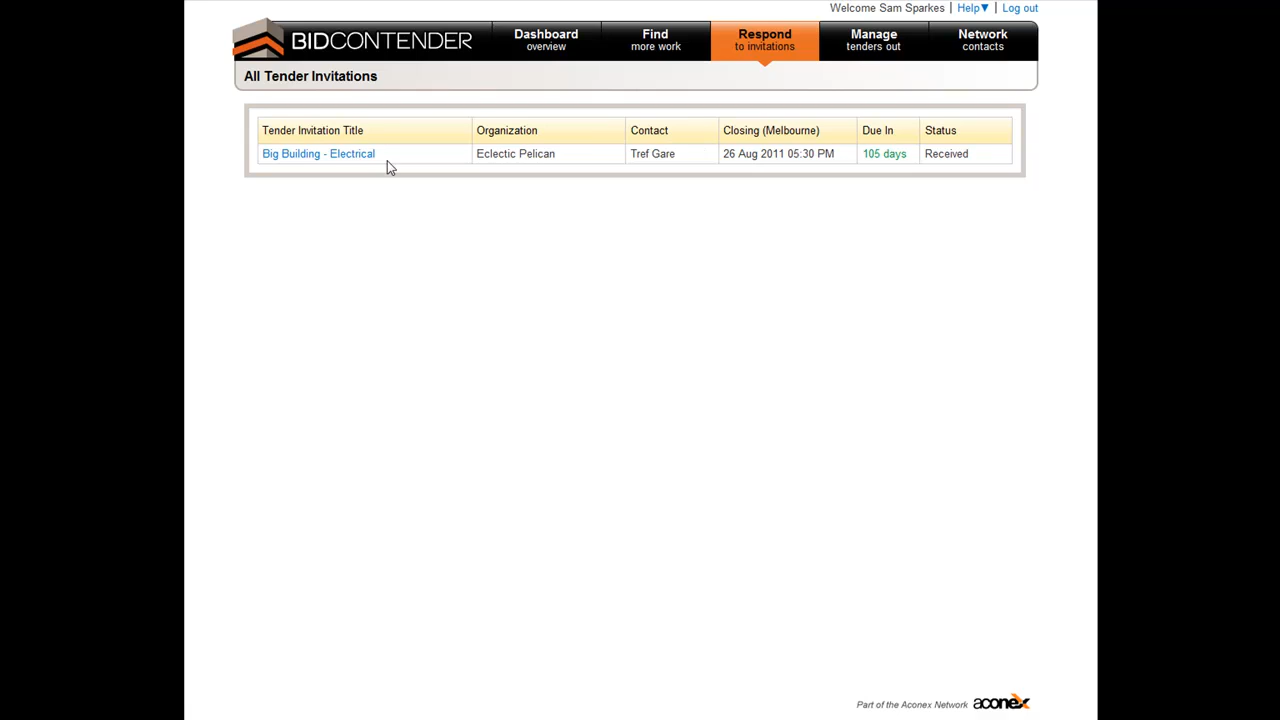 Welcome Sam Sparkes | Help▼ | Log out
BIDCONTENDER
Dashboard
overview
Find
more work
Respond
to invitations
Manage
tenders out
Network
contacts
All Tender Invitations
Tender Invitation Title Organization Contact Closing (Melbourne) Due In Status
Big Building - Electrical Eclectic Pelican Tref Gare 26 Aug 2011 05:30 PM 105 days Received
Part of the Aconex Network aconex